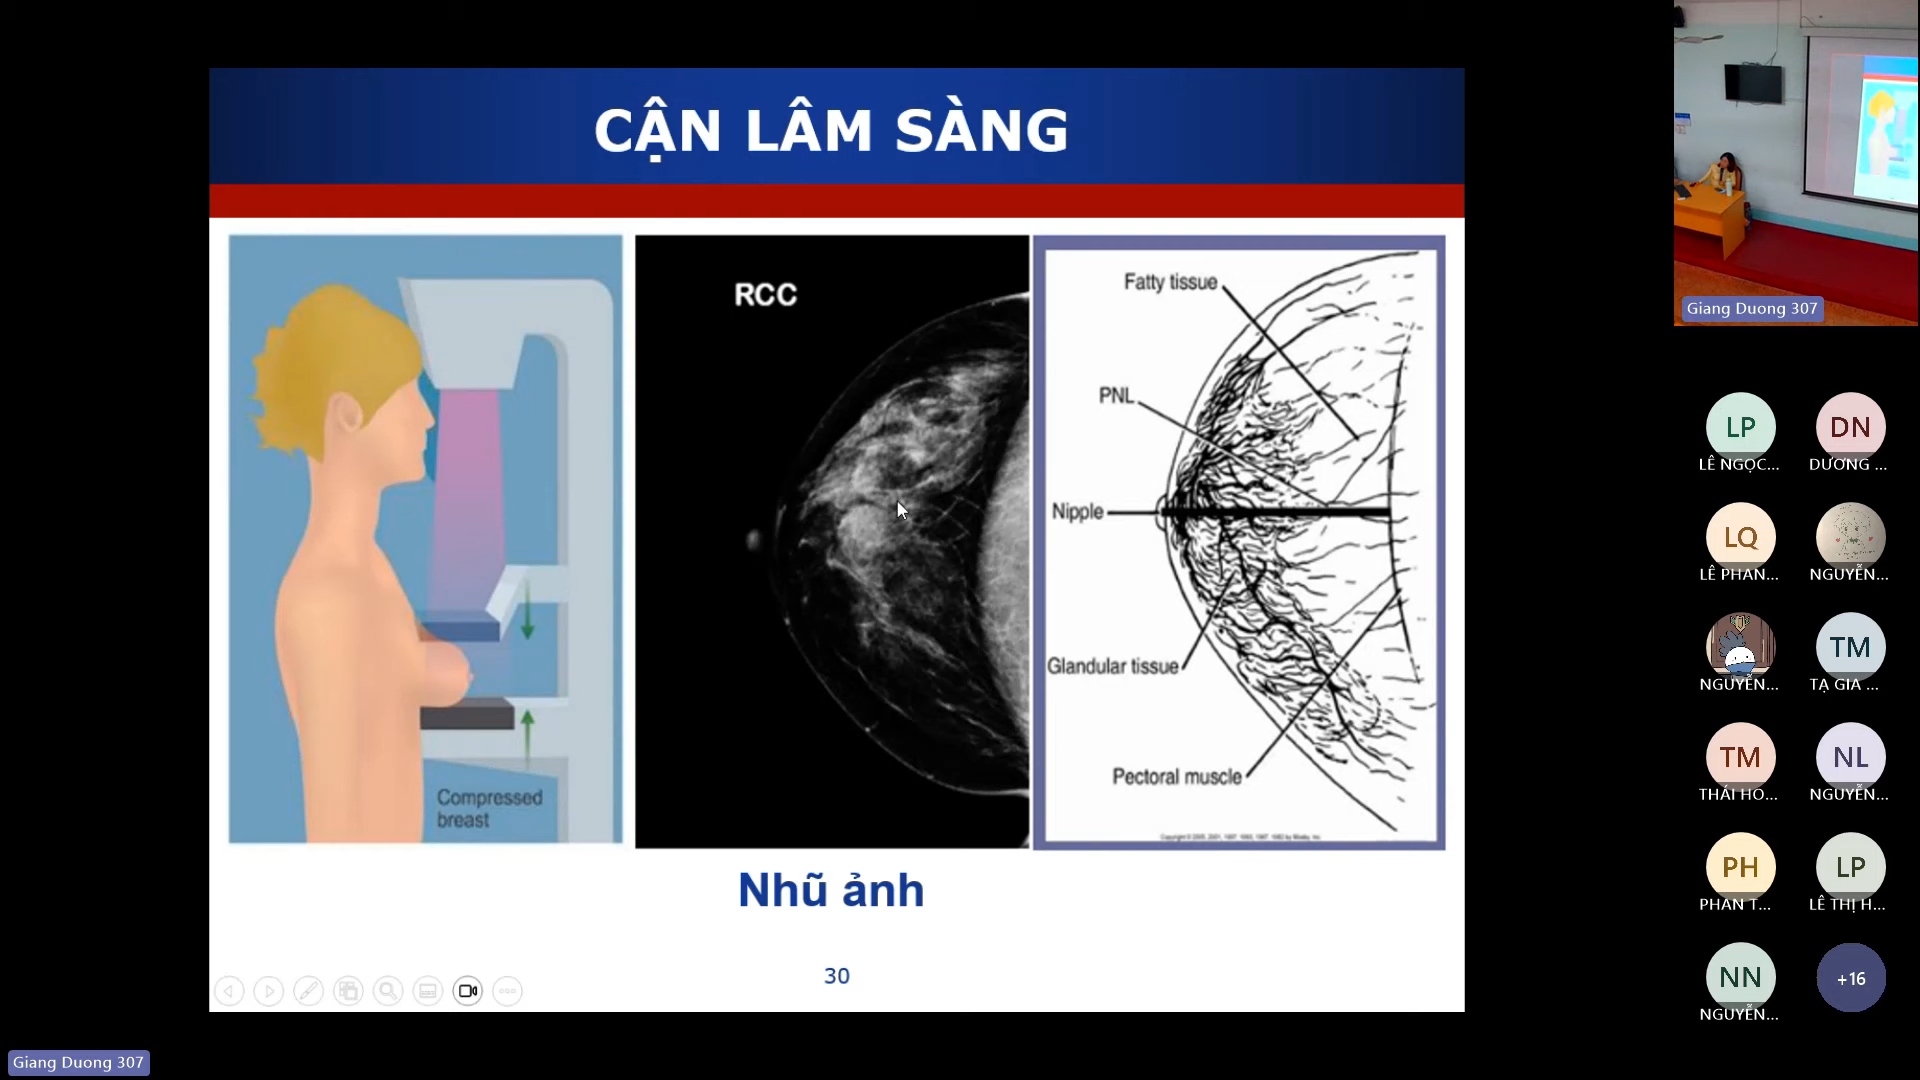 CẬN LÂM SÀNG
RCC
Compressed
breast
Fatty tissue
PNL
Nipple
Glandular tissue
Pectoral muscle
Nhũ ảnh
30
Giang Duong 307
LP
LÊ NGỌC...
DN
DƯƠNG ...
LQ
LÊ PHAN...
NGUYỄN...
NGUYỄN...
TM
TẠ GIA ...
TM
THÁI HO...
NL
NGUYỄN...
PH
PHAN T...
LP
LÊ THỊ H...
NN
NGUYỄN...
+16
Giang Duong 307